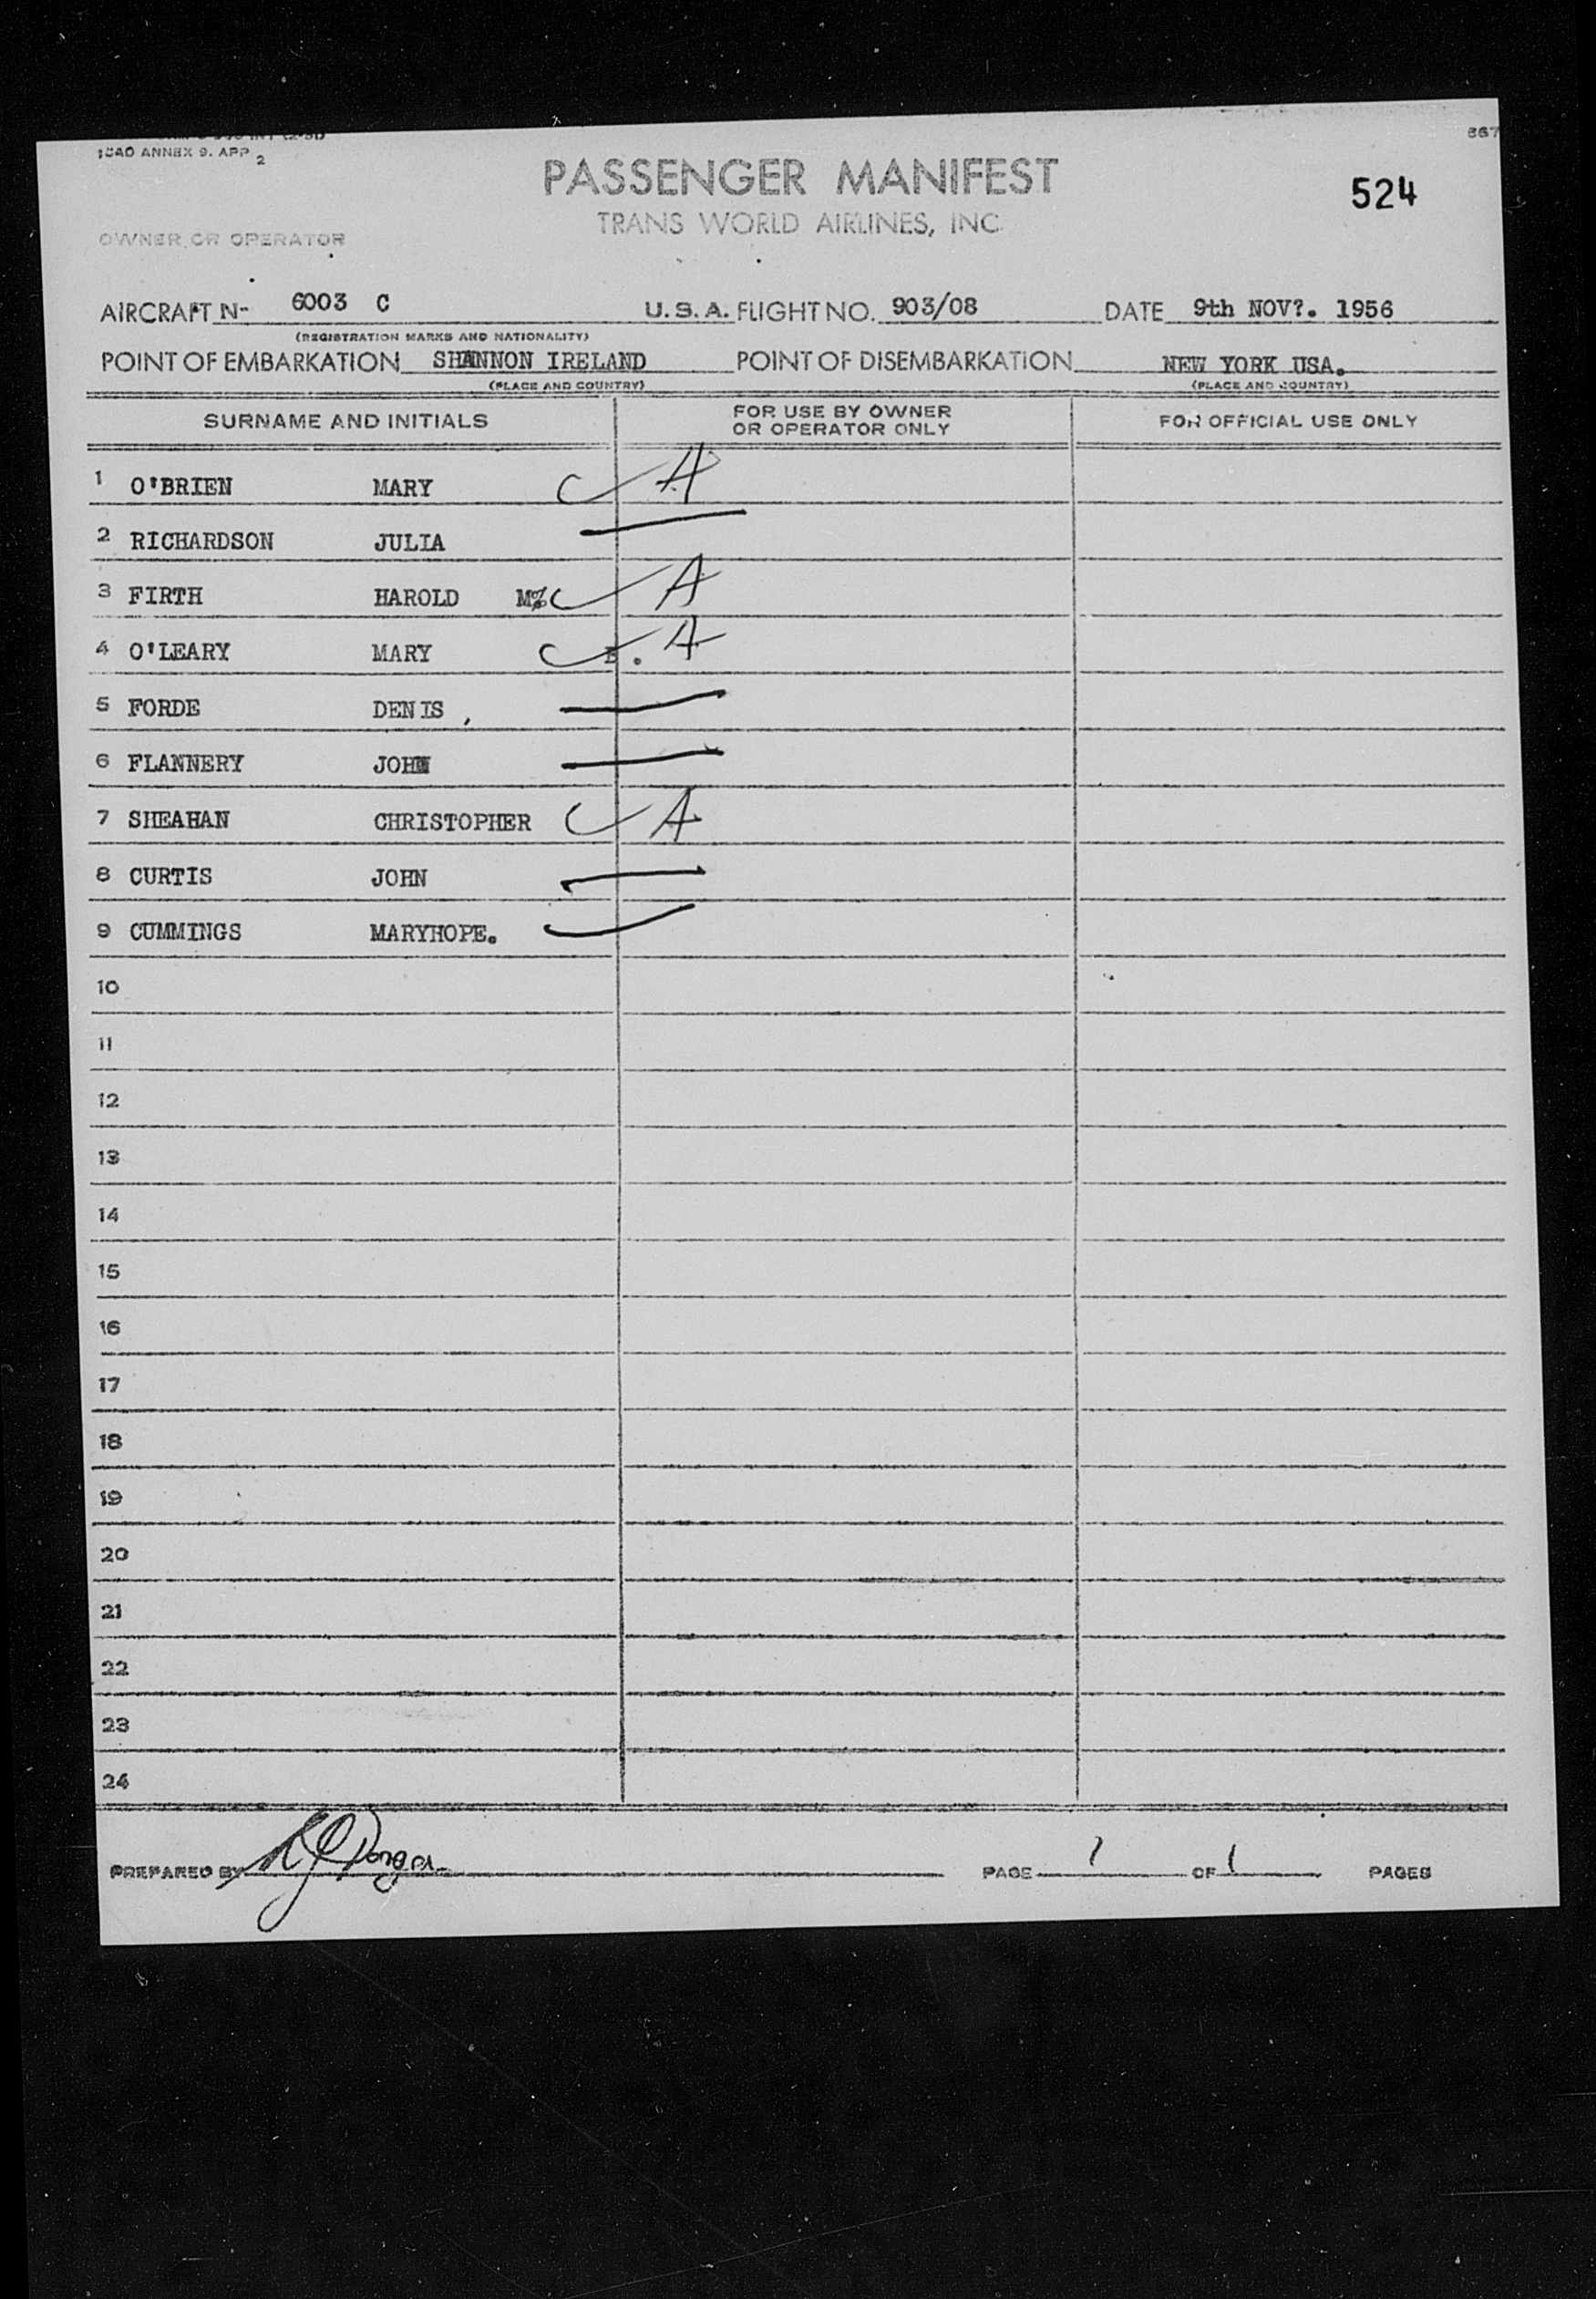 ICAO ANNEX 9. APP 2
567
PASSENGER MANIFEST
524
TRANS WORLD AIRLINES, INC.
OWNER OR OPERATOR
AIRCRAFT N- 6003 C U.S.A. FLIGHT NO. 903/08 DATE 9th NOV?. 1956
(REGISTRATION MARKS AND NATIONALITY)
POINT OF EMBARKATION SHANNON IRELAND POINT OF DISEMBARKATION NEW YORK USA.
(PLACE AND COUNTRY) (PLACE AND COUNTRY)
SURNAME AND INITIALS FOR USE BY OWNER OR OPERATOR ONLY FOR OFFICIAL USE ONLY
1 O'BRIEN MARY C A
2 RICHARDSON JULIA
3 FIRTH HAROLD C A
4 O'LEARY MARY C . A
5 FORDE DENIS ,
6 FLANNERY JOHN
7 SHEAHAN CHRISTOPHER C A
8 CURTIS JOHN
9 CUMMINGS MARYHOPE.
10
11
12
13
14
15
16
17
18
19
20
21
22
23
24
PREPARED BY PAGE 1 OF 1 PAGES